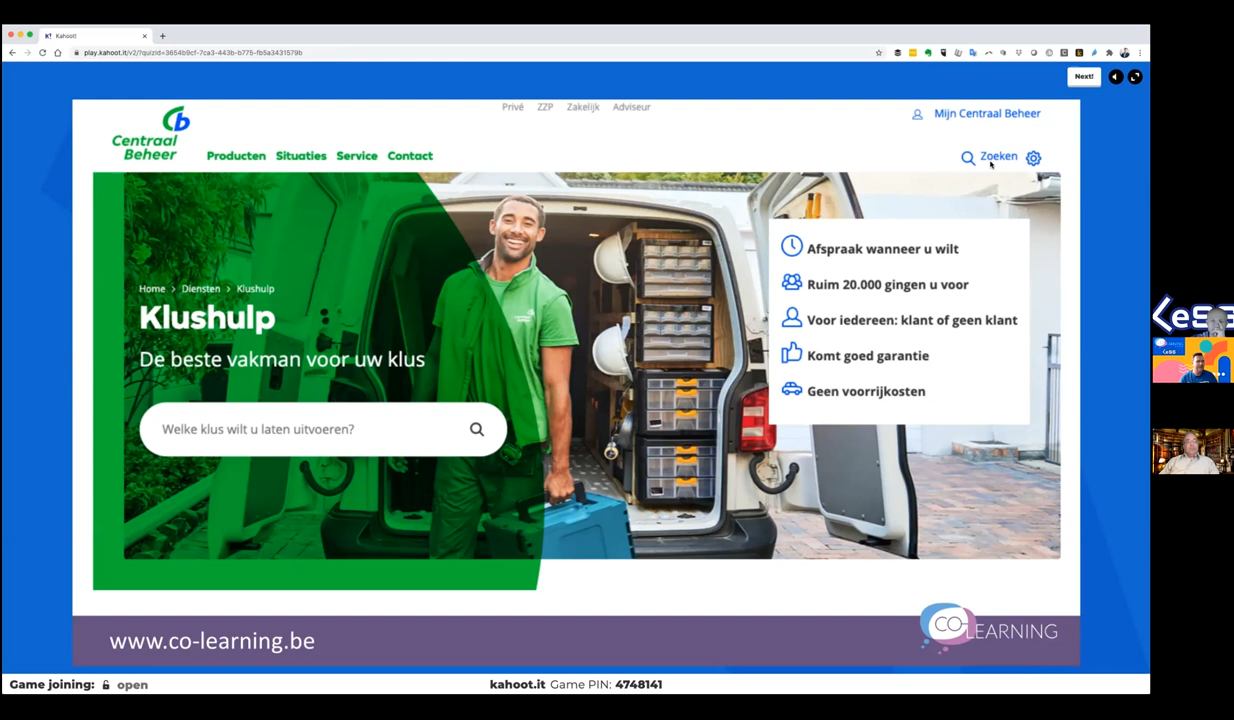 Kahoot!
play.kahoot.it/v2/?quizId=3654b9cf-7ca3-443b-b775-fb5a3431579b
Next!
Privé ZZP Zakelijk Adviseur
Mijn Centraal Beheer
Centraal Beheer
Producten Situaties Service Contact
Zoeken
Home > Diensten > Klushulp
Klushulp
De beste vakman voor uw klus
Welke klus wilt u laten uitvoeren?
Afspraak wanneer u wilt
Ruim 20.000 gingen u voor
Voor iedereen: klant of geen klant
Komt goed garantie
Geen voorrijkosten
www.co-learning.be
CO-LEARNING
Game joining: open
kahoot.it Game PIN: 4748141